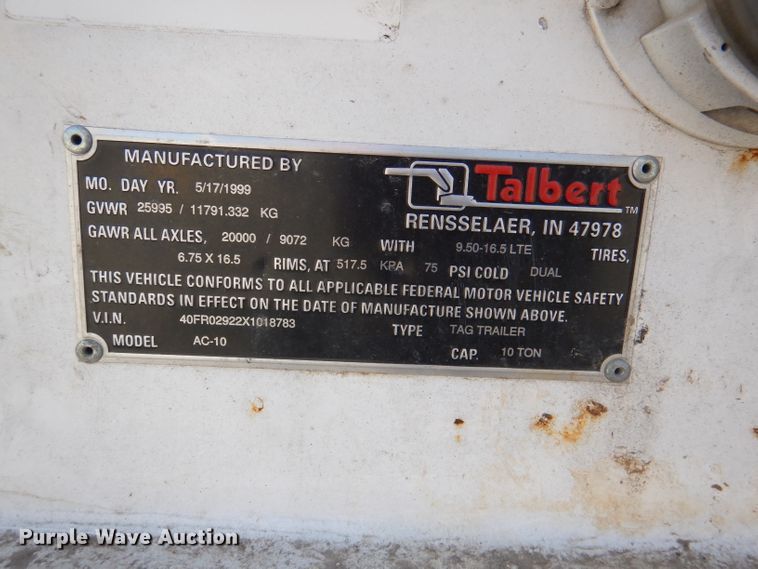 MANUFACTURED BY Talbert TM
MO. DAY YR. 5/17/1999
RENSSELAER, IN 47978
GVWR 25995 / 11791.332 KG
GAWR ALL AXLES, 20000 / 9072 KG WITH 9.50-16.5 LTE TIRES,
6.75 X 16.5 RIMS, AT 517.5 KPA 75 PSI COLD DUAL
THIS VEHICLE CONFORMS TO ALL APPLICABLE FEDERAL MOTOR VEHICLE SAFETY
STANDARDS IN EFFECT ON THE DATE OF MANUFACTURE SHOWN ABOVE.
V.I.N. 40FR02922X1018783 TYPE TAG TRAILER
MODEL AC-10 CAP. 10 TON
Purple Wave Auction®